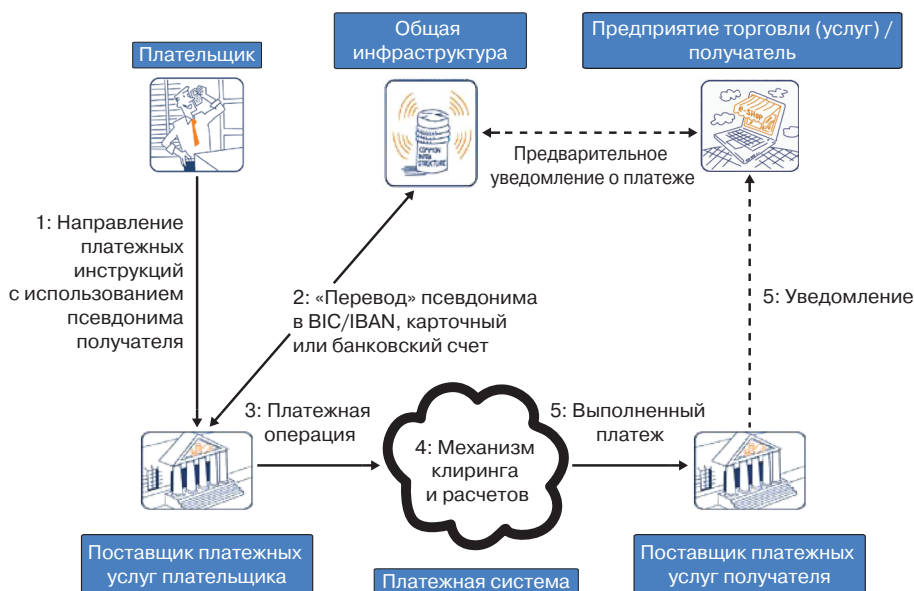 Плательщик
Общая
инфраструктура
Предприятие торговли (услуг) /
получатель
e-SHOP
COMMON
INFRA
STRUCTURE
Предварительное
уведомление о платеже
1: Направление
платежных
инструкций
с использованием
псевдонима
получателя
2: «Перевод» псевдонима
в BIC/IBAN, карточный
или банковский счет
5: Уведомление
3: Платежная
операция
4: Механизм
клиринга
и расчетов
5: Выполненный
платеж
Поставщик платежных
услуг плательщика
Платежная система
Поставщик платежных
услуг получателя